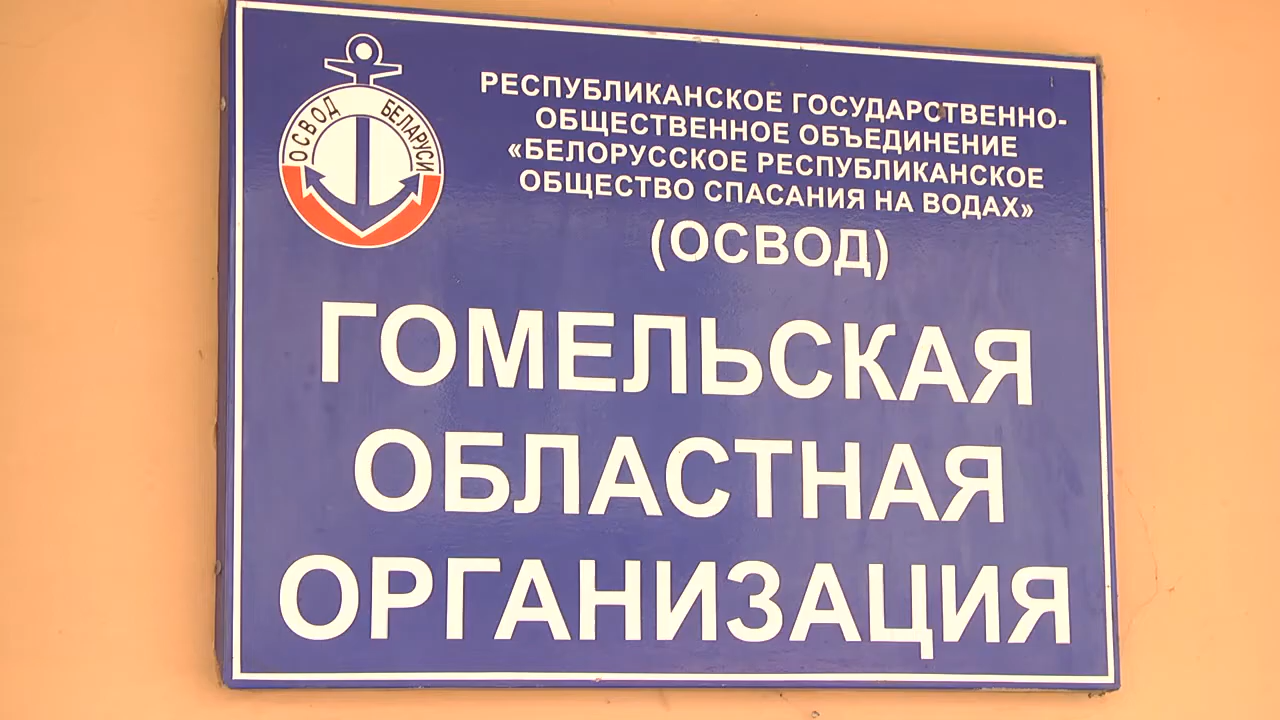 ОСВОД БЕЛАРУСИ
РЕСПУБЛИКАНСКОЕ ГОСУДАРСТВЕННО-
ОБЩЕСТВЕННОЕ ОБЪЕДИНЕНИЕ
«БЕЛОРУССКОЕ РЕСПУБЛИКАНСКОЕ
ОБЩЕСТВО СПАСАНИЯ НА ВОДАХ»
(ОСВОД)
ГОМЕЛЬСКАЯ
ОБЛАСТНАЯ
ОРГАНИЗАЦИЯ